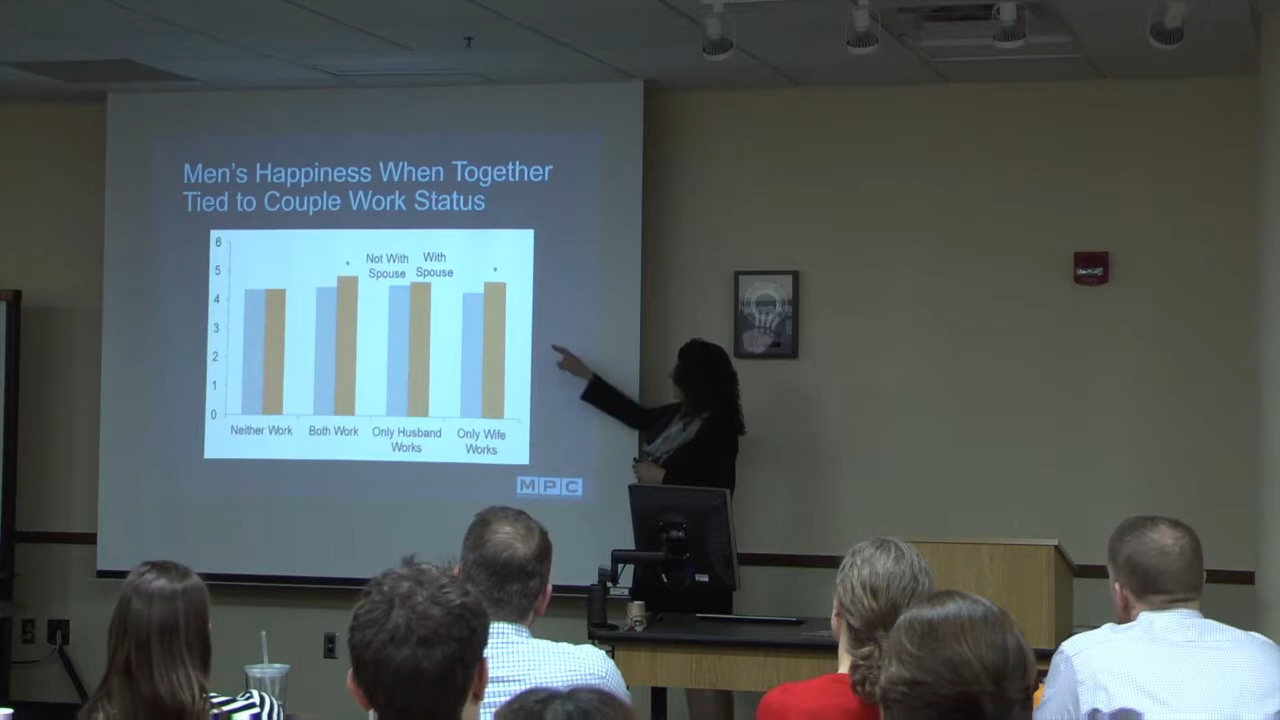 Men's Happiness When Together
Tied to Couple Work Status
6
5
4
3
2
1
0
Not With
Spouse
With
Spouse
*
*
Neither Work
Both Work
Only Husband
Works
Only Wife
Works
MPC